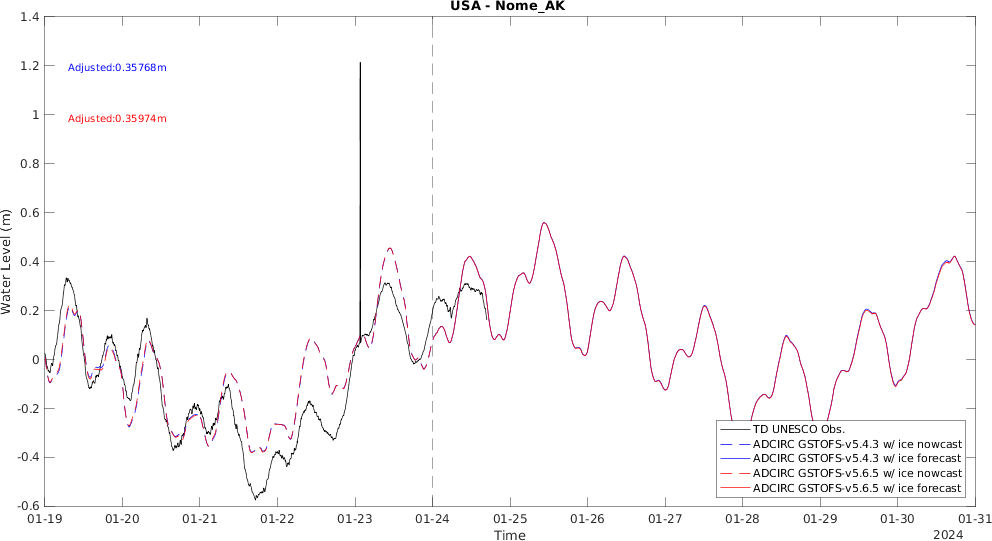 USA - Nome_AK
1.4
1.2
1
0.8
0.6
0.4
0.2
0
-0.2
-0.4
-0.6
Water Level (m)
Adjusted:0.35768m
Adjusted:0.35974m
TD UNESCO Obs.
ADCIRC GSTOFS-v5.4.3 w/ ice nowcast
ADCIRC GSTOFS-v5.4.3 w/ ice forecast
ADCIRC GSTOFS-v5.6.5 w/ ice nowcast
ADCIRC GSTOFS-v5.6.5 w/ ice forecast
01-19 01-20 01-21 01-22 01-23 01-24 01-25 01-26 01-27 01-28 01-29 01-30 01-31
Time
2024